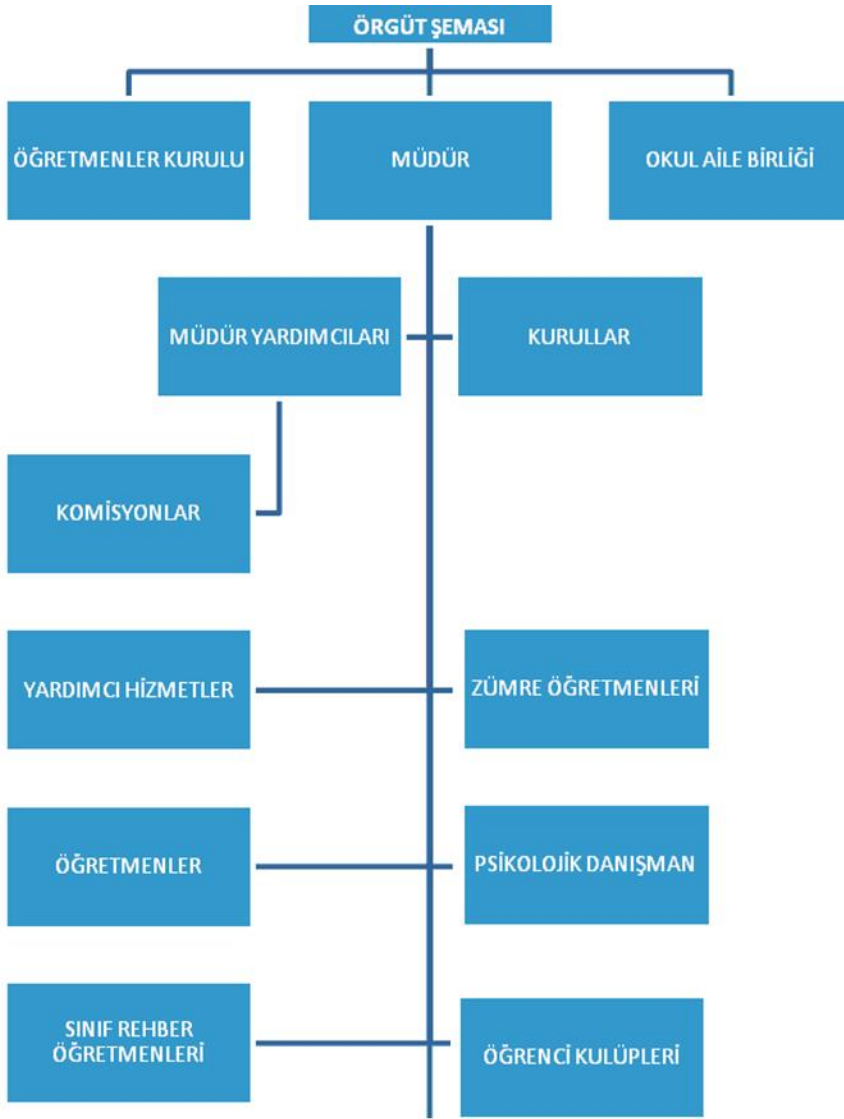 ÖRGÜT ŞEMASI
ÖĞRETMENLER KURULU
MÜDÜR
OKUL AİLE BİRLİĞİ
MÜDÜR YARDIMCILARI
KURULLAR
KOMİSYONLAR
YARDIMCI HİZMETLER
ZÜMRE ÖĞRETMENLERİ
ÖĞRETMENLER
PSİKOLOJİK DANIŞMAN
SINIF REHBER
ÖĞRETMENLERİ
ÖĞRENCİ KULÜPLERİ